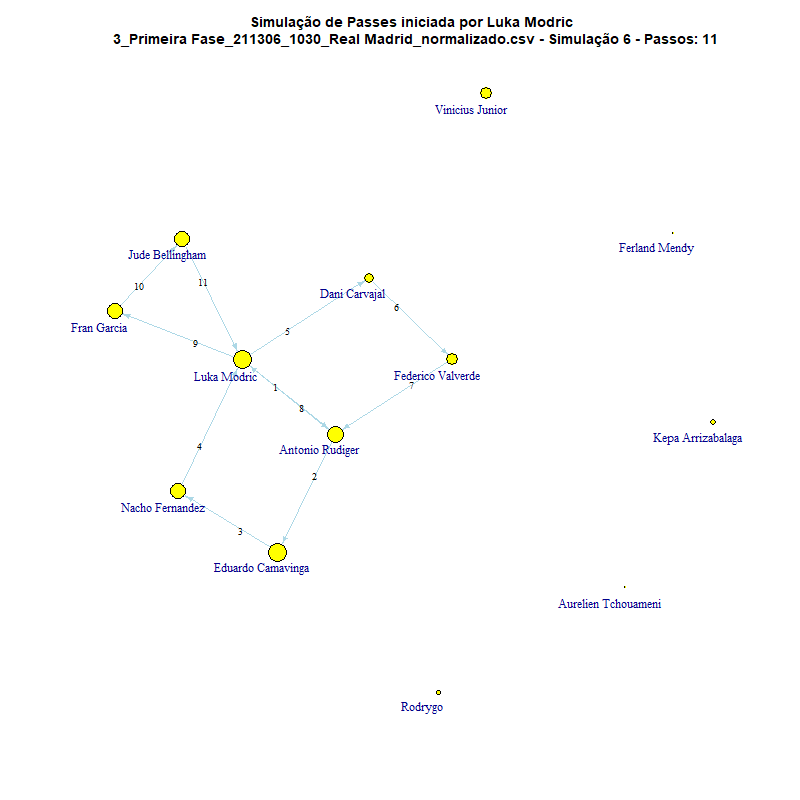 Simulação de Passes iniciada por Luka Modric
3_Primeira Fase_211306_1030_Real Madrid_normalizado.csv - Simulação 6 - Passos: 11
Vinicius Junior
Jude Bellingham
Ferland Mendy
10
11
Dani Carvajal
6
Fran Garcia
5
9
Luka Modric
Federico Valverde
1
7
8
Kepa Arrizabalaga
4
Antonio Rudiger
2
Nacho Fernandez
3
Eduardo Camavinga
Aurelien Tchouameni
Rodrygo